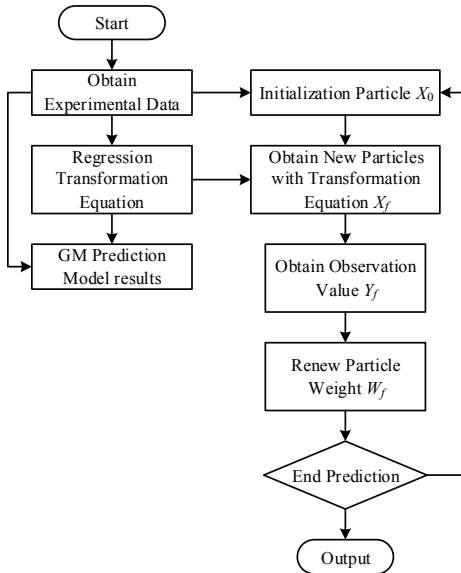 Start
Obtain
Experimental Data
Initialization Particle X0
Regression
Transformation
Equation
Obtain New Particles
with Transformation
Equation Xf
GM Prediction
Model results
Obtain Observation
Value Yf
Renew Particle
Weight Wf
End Prediction
Output